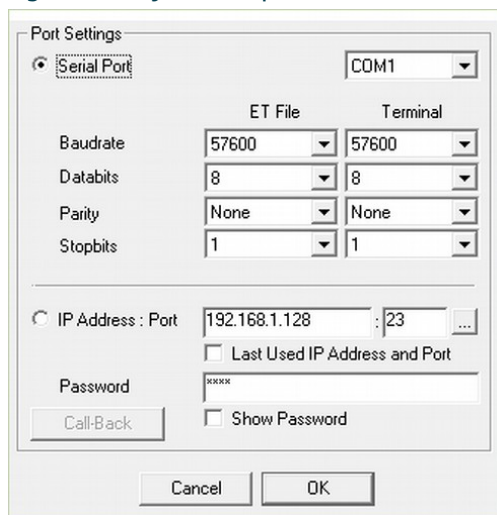 Port Settings
Serial Port COM1
ET File Terminal
Baudrate 57600 57600
Databits 8 8
Parity None None
Stopbits 1 1
IP Address : Port 192.168.1.128 : 23 ...
Last Used IP Address and Port
Password ****
Call-Back Show Password
Cancel OK